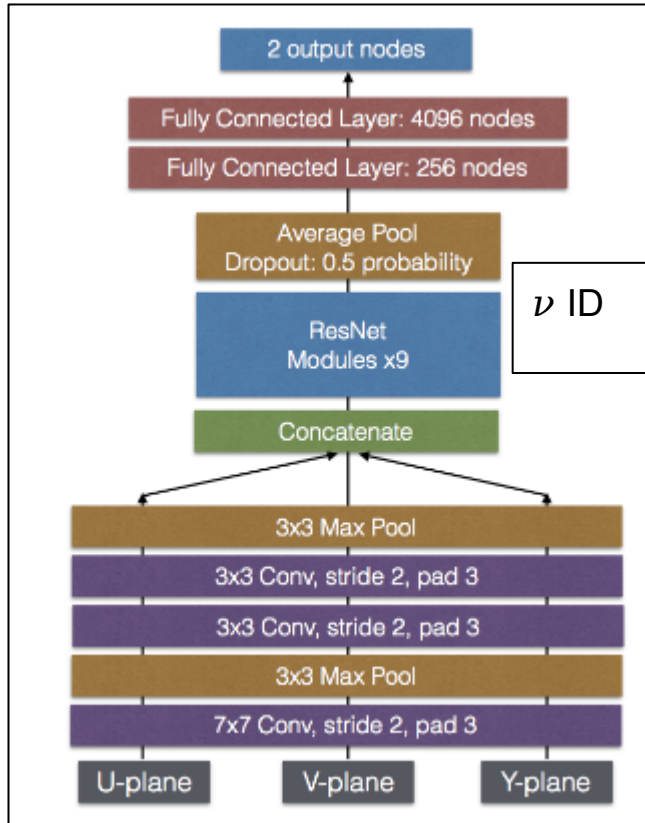 2 output nodes
Fully Connected Layer: 4096 nodes
Fully Connected Layer: 256 nodes
Average Pool
Dropout: 0.5 probability
ν ID
ResNet
Modules x9
Concatenate
3x3 Max Pool
3x3 Conv, stride 2, pad 3
3x3 Conv, stride 2, pad 3
3x3 Max Pool
7x7 Conv, stride 2, pad 3
U-plane V-plane Y-plane